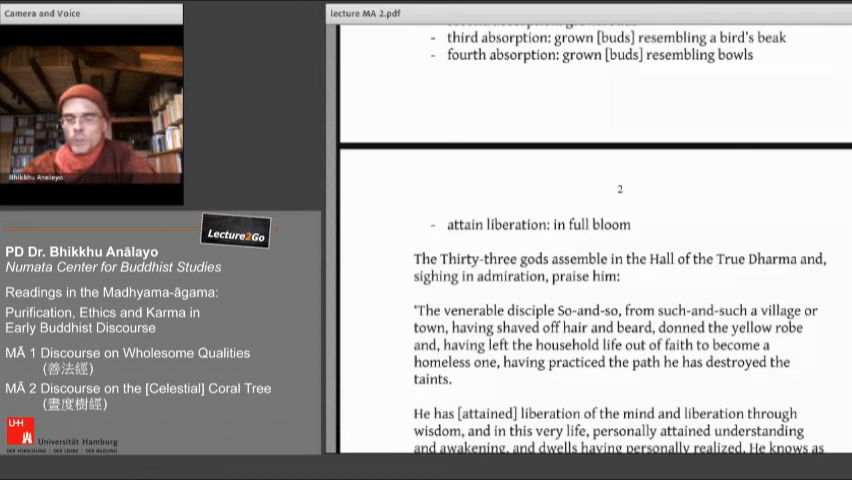 Camera and Voice
Bhikkhu Anālayo
Lecture2Go
PD Dr. Bhikkhu Anālayo
Numata Center for Buddhist Studies
Readings in the Madhyama-āgama:
Purification, Ethics and Karma in
Early Buddhist Discourse
MĀ 1 Discourse on Wholesome Qualities
(善法經)
MĀ 2 Discourse on the [Celestial] Coral Tree
(晝度樹經)
UH
Universität Hamburg
DER FORSCHUNG | DER LEHRE | DER BILDUNG
lecture MA 2.pdf
- third absorption: grown [buds] resembling a bird's beak
- fourth absorption: grown [buds] resembling bowls
2
- attain liberation: in full bloom
The Thirty-three gods assemble in the Hall of the True Dharma and,
sighing in admiration, praise him:
'The venerable disciple So-and-so, from such-and-such a village or
town, having shaved off hair and beard, donned the yellow robe
and, having left the household life out of faith to become a
homeless one, having practiced the path he has destroyed the
taints.
He has [attained] liberation of the mind and liberation through
wisdom, and in this very life, personally attained understanding
and awakening, and dwells having personally realized. He knows as